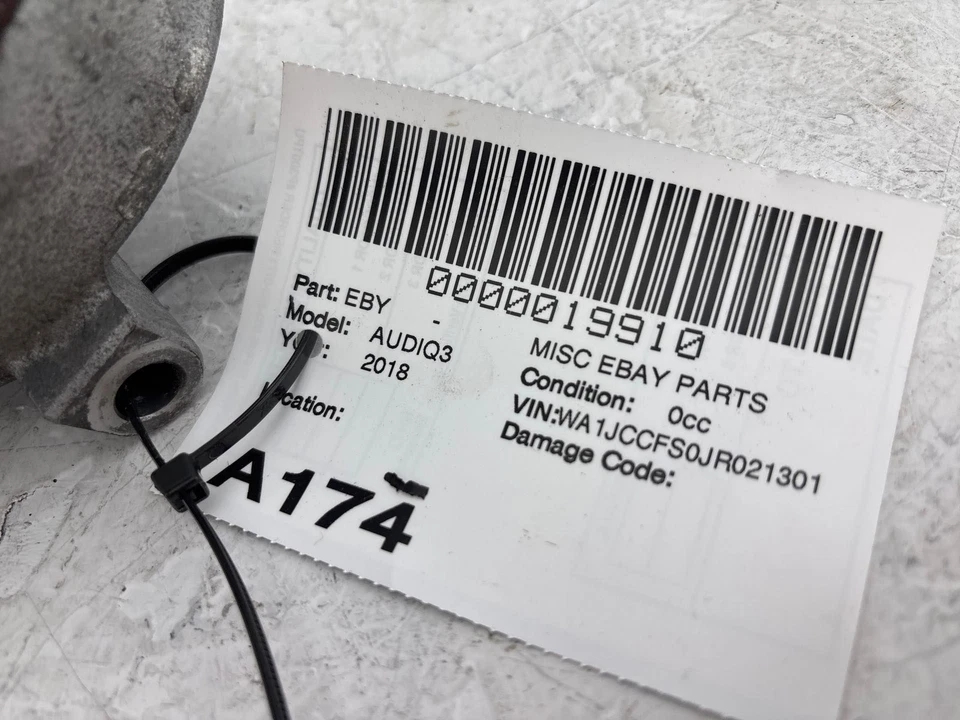 0000019910
Part: EBY -
MISC EBAY PARTS
Model: AUDIQ3
Condition: 0cc
2018
VIN:WA1JCCFS0JR021301
Damage Code:
A174